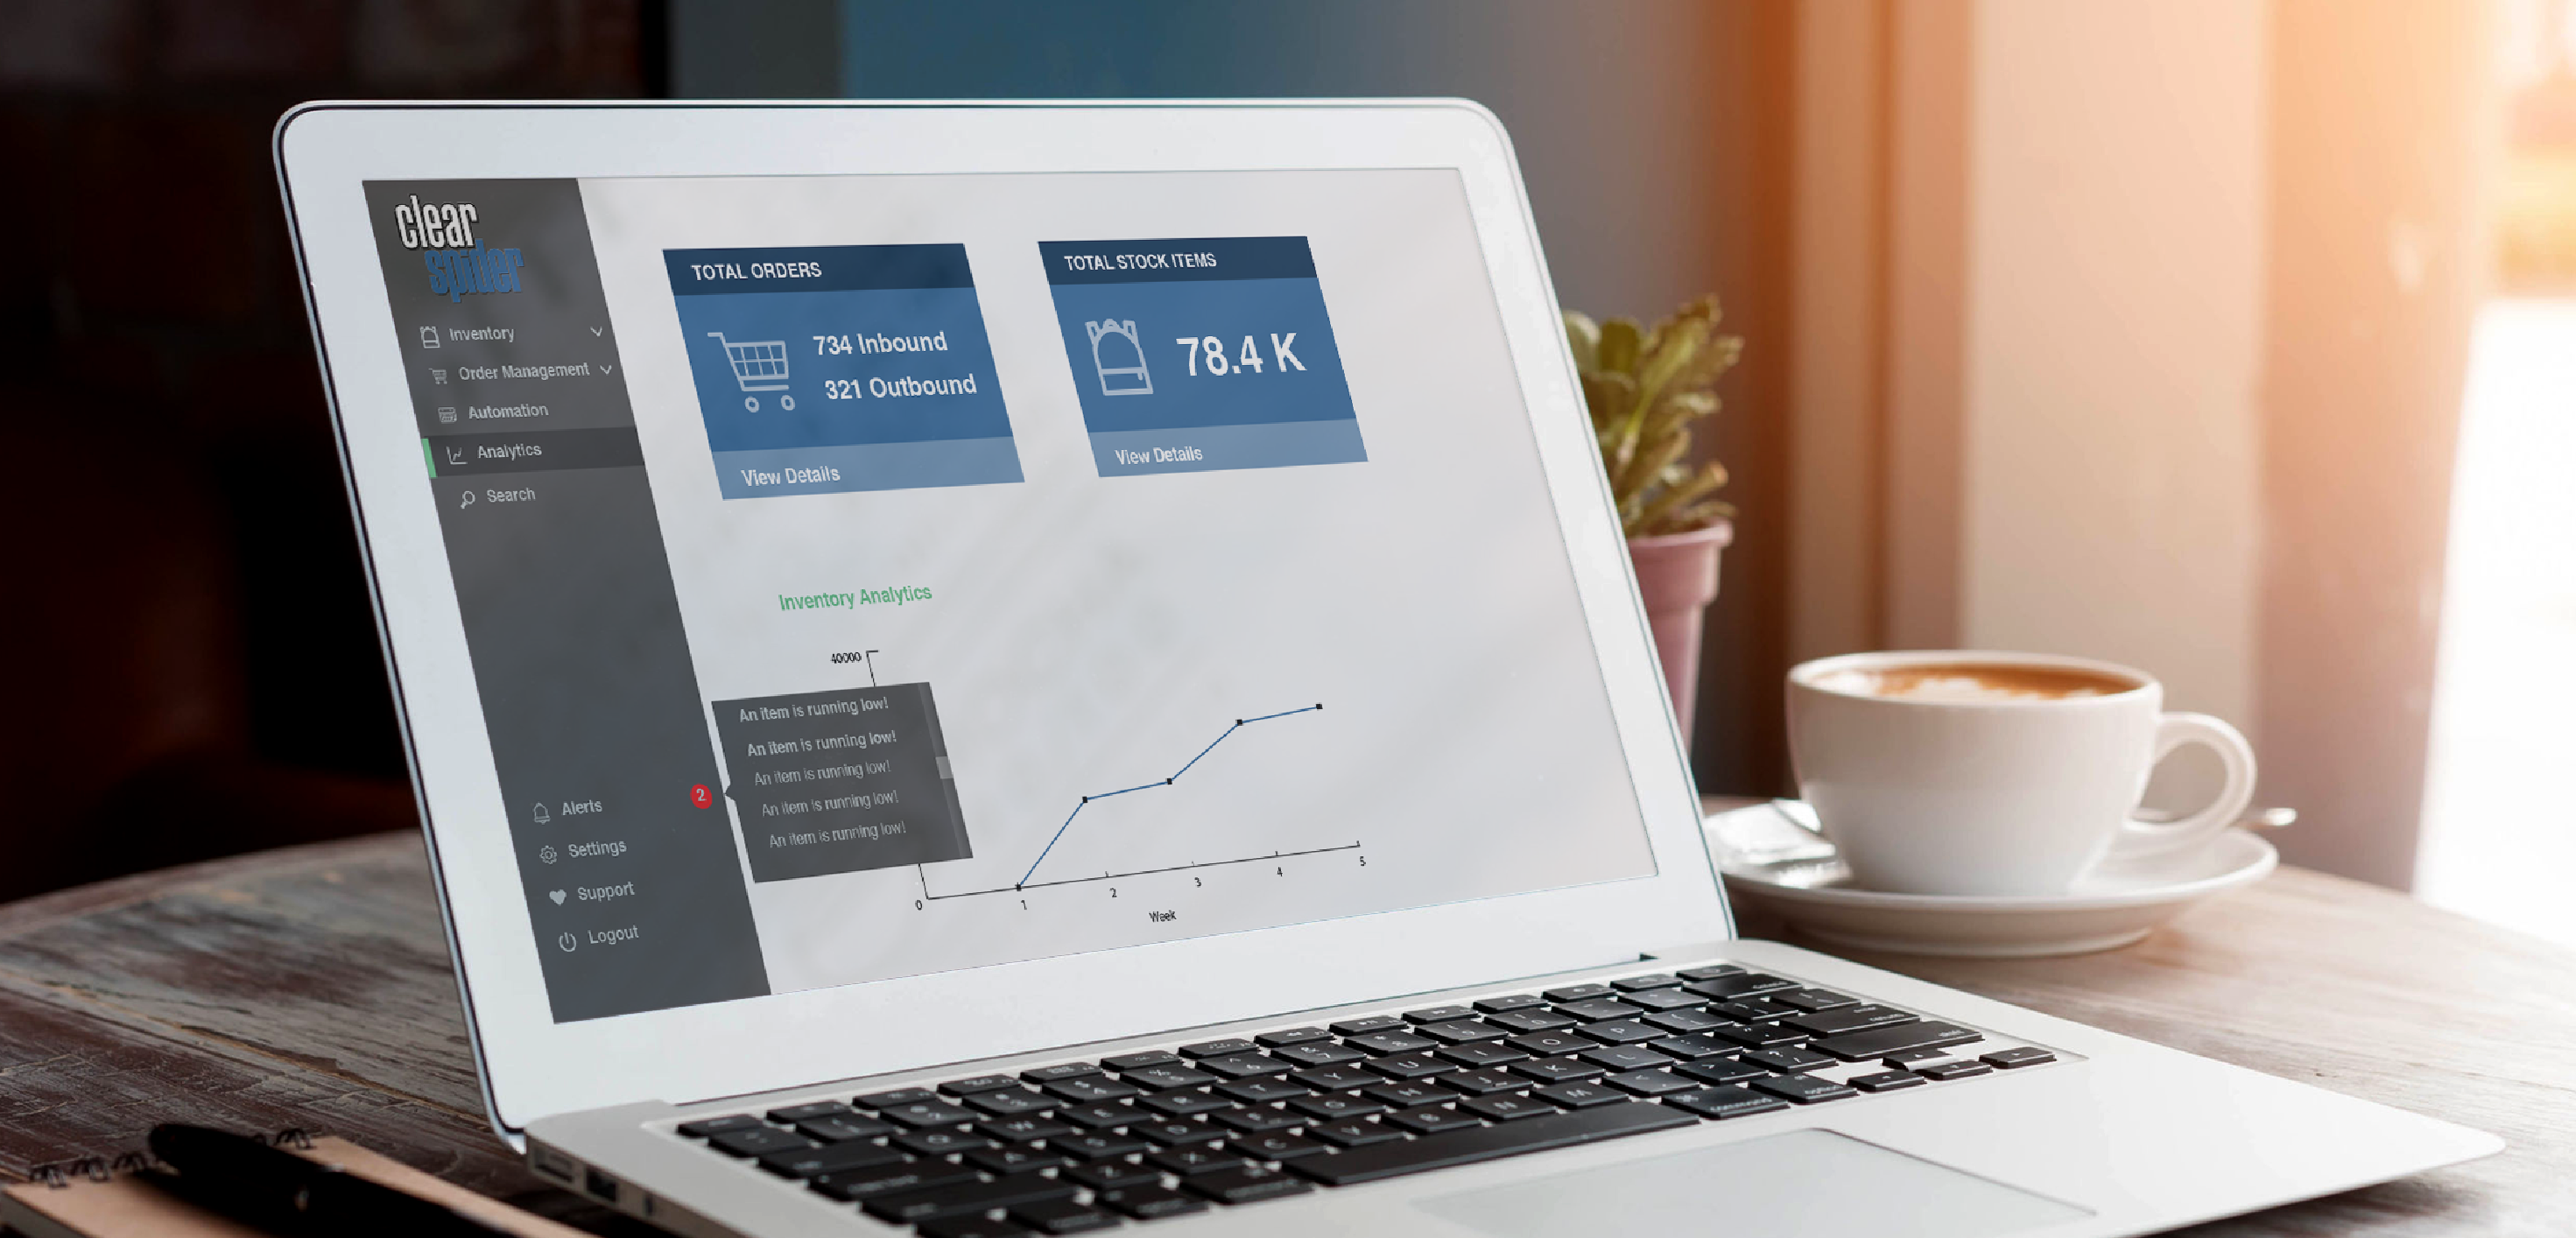 clear
spider
Inventory
Order Management
Automation
Analytics
Search
Alerts
2
Settings
Support
Logout
TOTAL ORDERS
734 Inbound
321 Outbound
View Details
TOTAL STOCK ITEMS
78.4 K
View Details
Inventory Analytics
40000
An item is running low!
An item is running low!
An item is running low!
An item is running low!
An item is running low!
0 1 2 3 4 5
Week
command